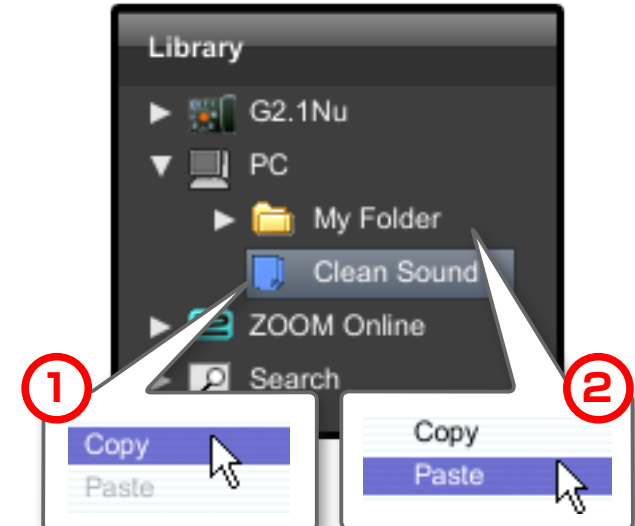 Library
G2.1Nu
PC
My Folder
Clean Sound
ZOOM Online
Search
1
Copy
Paste
2
Copy
Paste